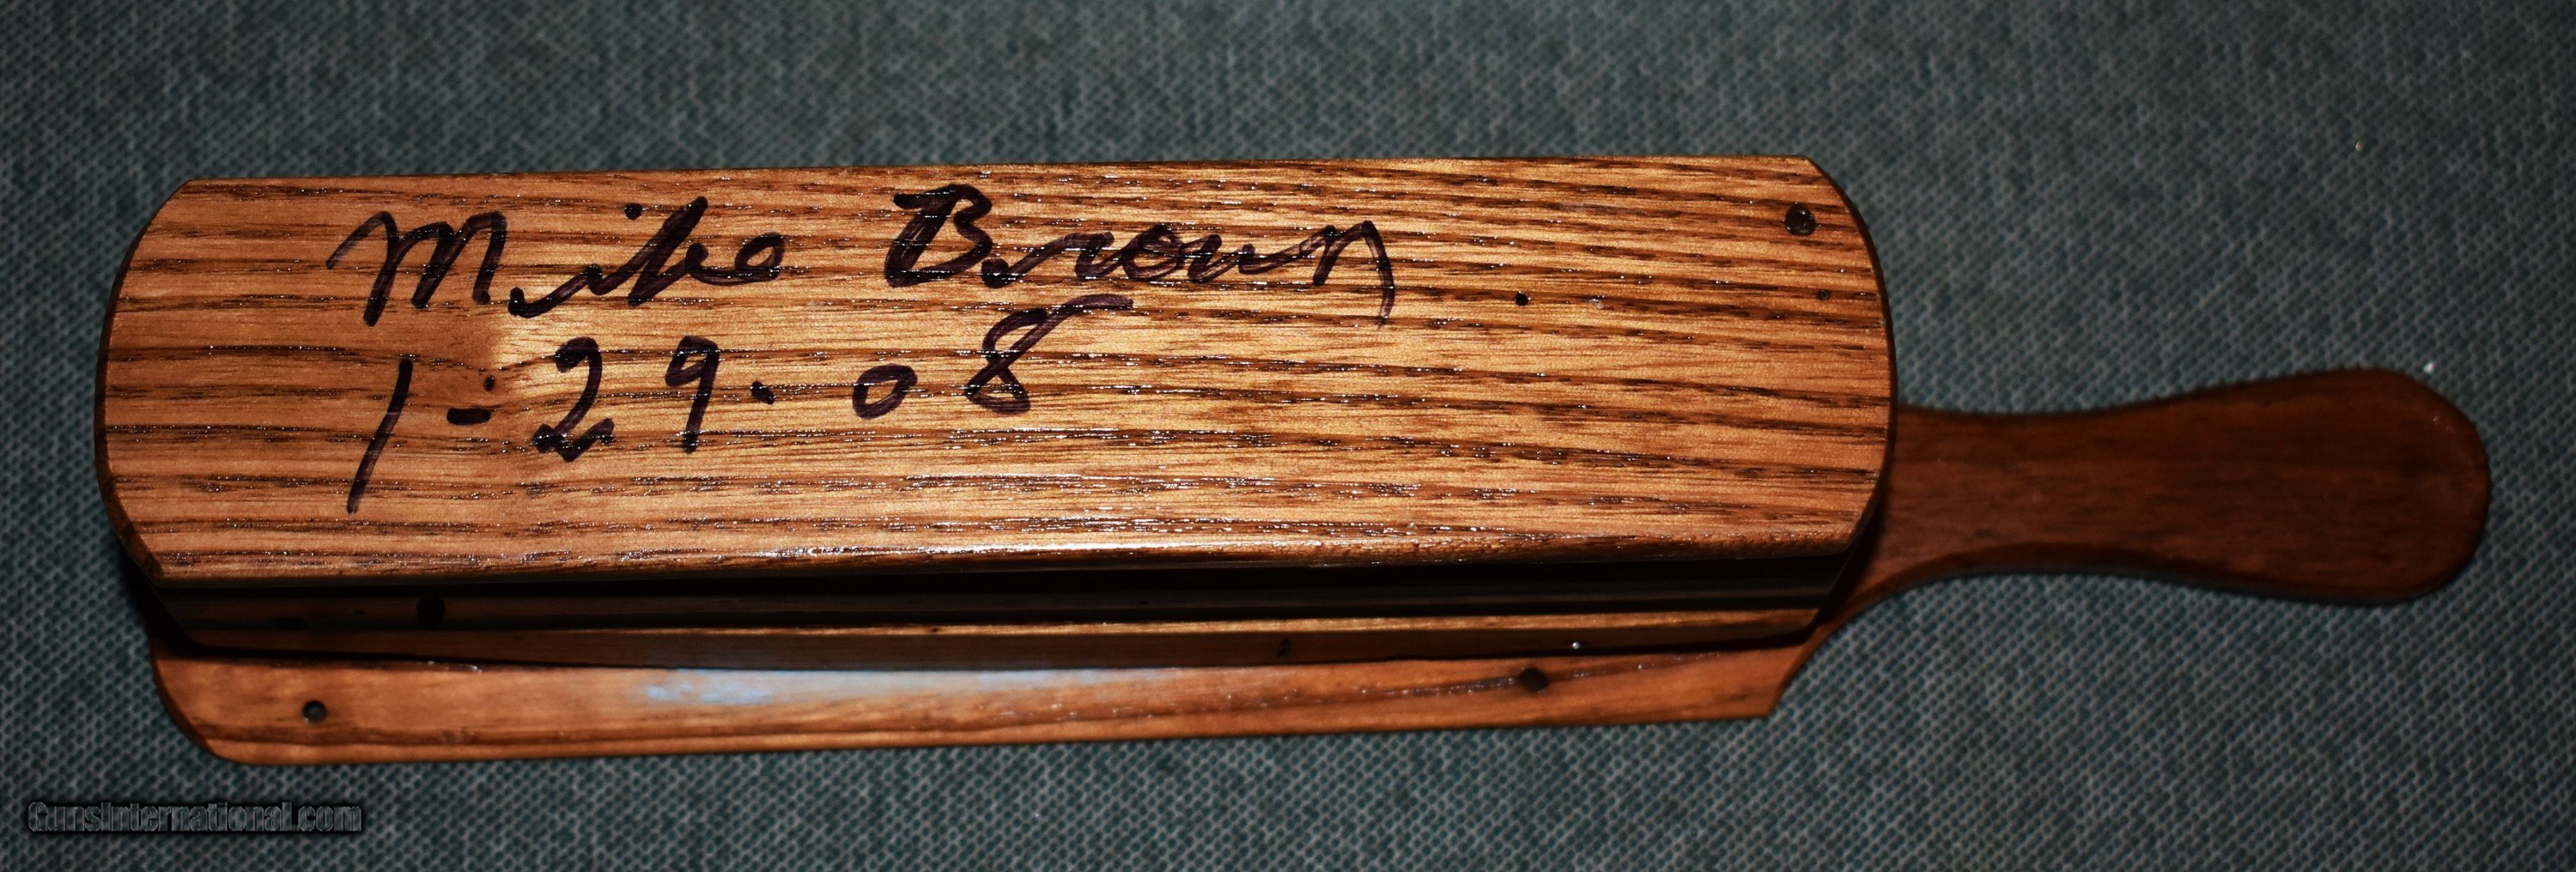 Mike Brown
1-29-08
GunsInternational.com